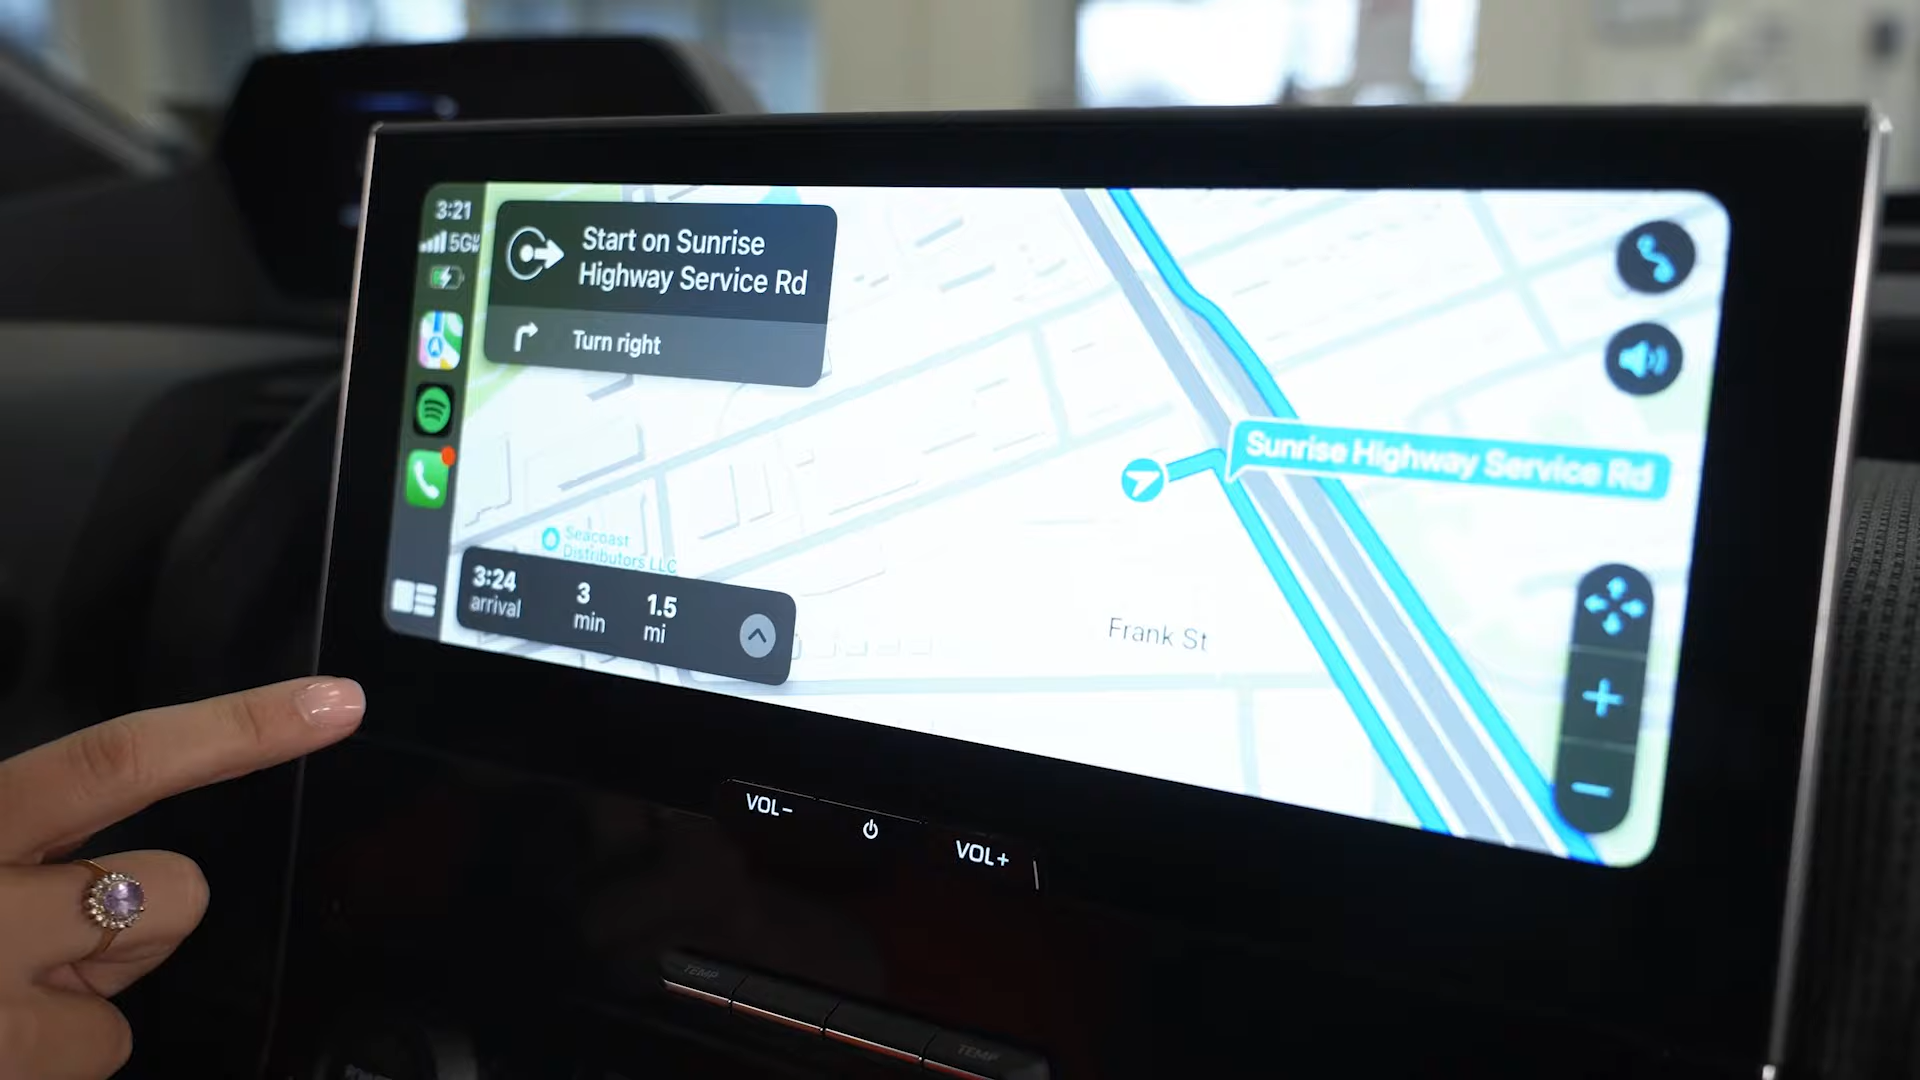 3:21
5G
Start on Sunrise
Highway Service Rd
Turn right
Sunrise Highway Service Rd
Seacoast
Distributors LLC
3:24
arrival
3
min
1.5
mi
Frank St
VOL-
VOL+
TEMP
TEMP